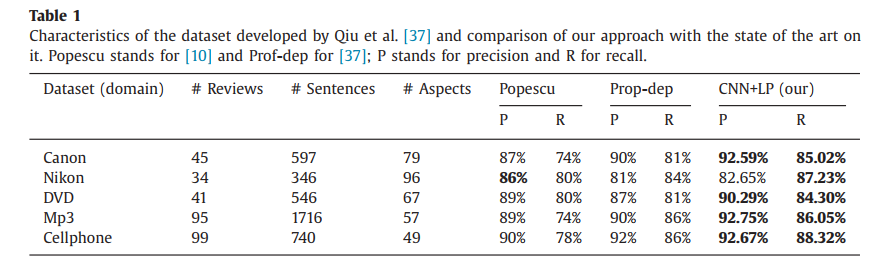 Table 1
Characteristics of the dataset developed by Qiu et al. [37] and comparison of our approach with the state of the art on
it. Popescu stands for [10] and Prof-dep for [37]; P stands for precision and R for recall.
Dataset (domain) # Reviews # Sentences # Aspects Popescu Prop-dep CNN+LP (our)
P R P R P R
Canon 45 597 79 87% 74% 90% 81% 92.59% 85.02%
Nikon 34 346 96 86% 80% 81% 84% 82.65% 87.23%
DVD 41 546 67 89% 80% 87% 81% 90.29% 84.30%
Mp3 95 1716 57 89% 74% 90% 86% 92.75% 86.05%
Cellphone 99 740 49 90% 78% 92% 86% 92.67% 88.32%